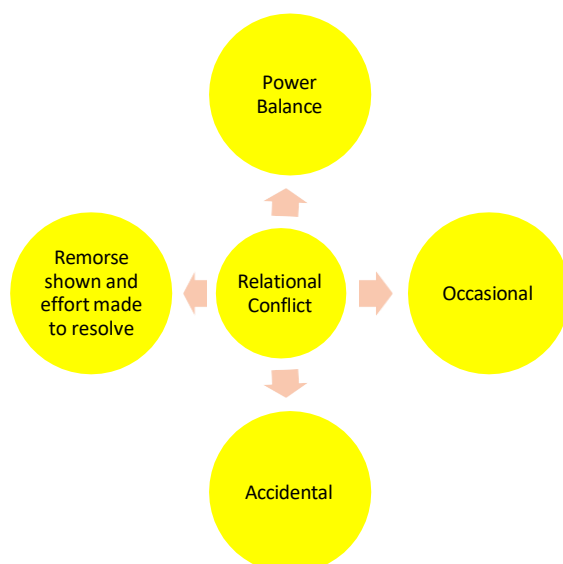 Power
Balance
Remorse
shown and
effort made
to resolve
Relational
Conflict
Occasional
Accidental